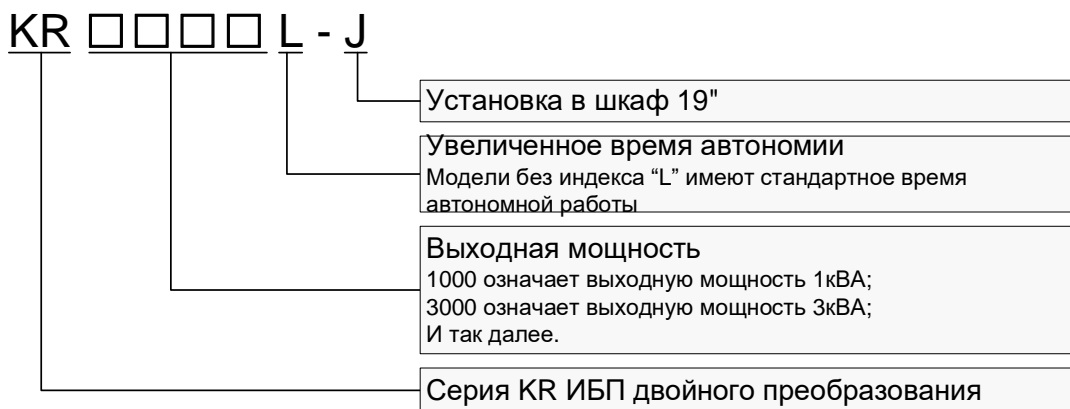 KR □□□□ L - J
Установка в шкаф 19"
Увеличенное время автономии
Модели без индекса “L” имеют стандартное время
автономной работы
Выходная мощность
1000 означает выходную мощность 1кВА;
3000 означает выходную мощность 3кВА;
И так далее.
Серия KR ИБП двойного преобразования